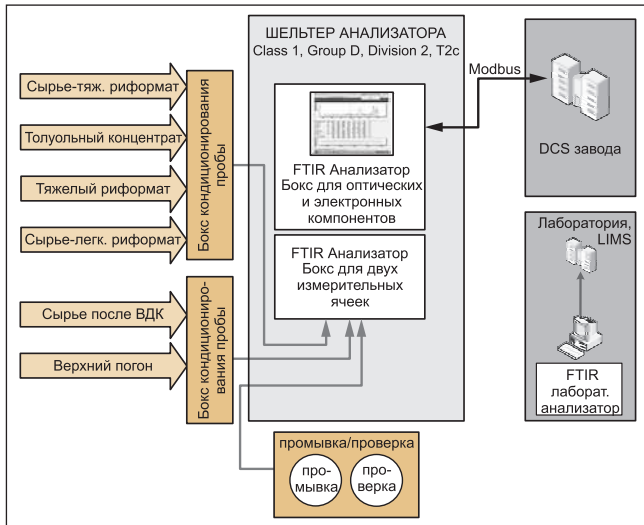 ШЕЛЬТЕР АНАЛИЗАТОРА
Class 1, Group D, Division 2, T2c
Сырье-тяж. риформат
Толуольный концентрат
Тяжелый риформат
Сырье-легк. риформат
Бокс кондиционирования
пробы
Сырье после ВДК
Верхний погон
Бокс кондициониро-
вания пробы
FTIR Анализатор
Бокс для оптических
и электронных
компонентов
FTIR Анализатор
Бокс для двух
измерительных
ячеек
Modbus
DCS завода
Лаборатория,
LIMS
FTIR
лаборат.
анализатор
промывка/проверка
про-
мывка
про-
верка